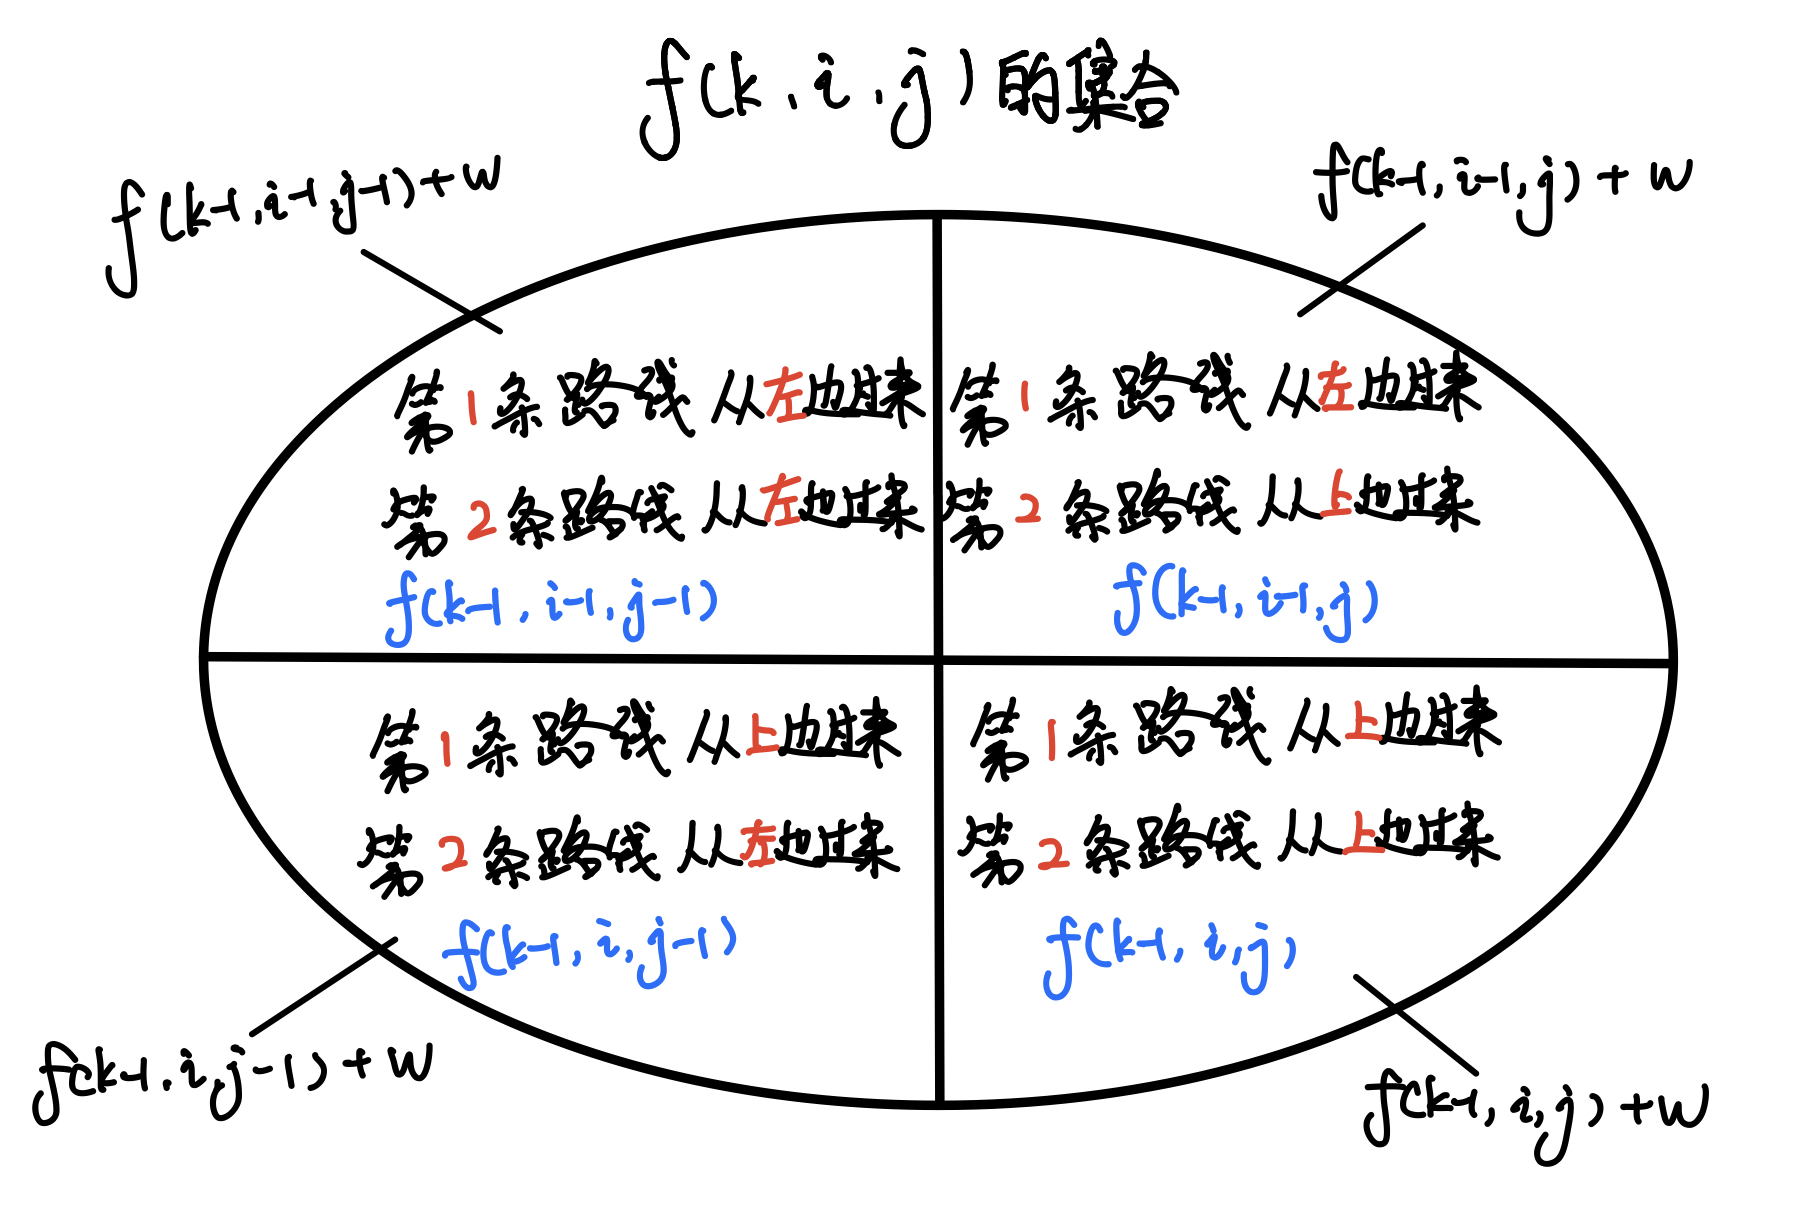 f(k,i,j)的集合
f(k-1,i-1,j-1)+w
f(k-1,i-1,j)+w
第1条路线从左边过来
第2条路线从左边过来
f(k-1,i-1,j-1)
第1条路线从左边过来
第2条路线从上边过来
f(k-1,i-1,j)
第1条路线从上边过来
第2条路线从左边过来
f(k-1,i,j-1)
第1条路线从上边过来
第2条路线从上边过来
f(k-1,i,j)
f(k-1,i,j-1)+w
f(k-1,i,j)+w